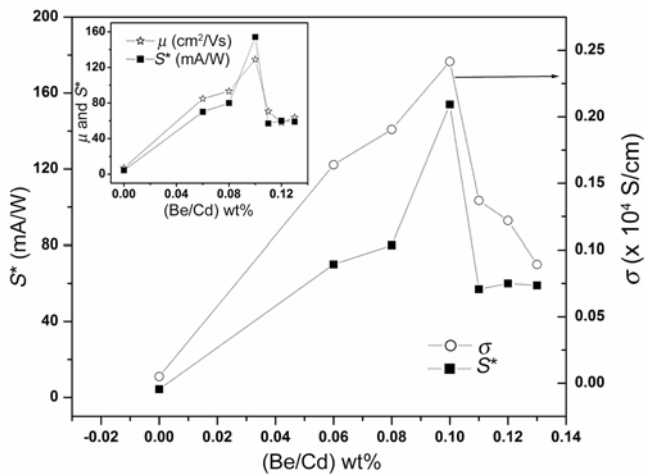 200
160
120
80
40
0
S* (mA/W)
160
120
80
40
0
μ and S*
μ (cm²/Vs)
S* (mA/W)
0.00 0.04 0.08 0.12
(Be/Cd) wt%
0.25
0.20
0.15
0.10
0.05
0.00
σ (x 10⁴ S/cm)
σ
S*
-0.02 0.00 0.02 0.04 0.06 0.08 0.10 0.12 0.14
(Be/Cd) wt%